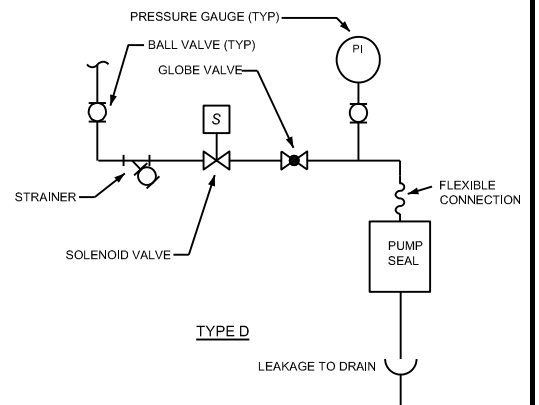 PRESSURE GAUGE (TYP)
BALL VALVE (TYP)
PI
GLOBE VALVE
S
STRAINER
FLEXIBLE
CONNECTION
SOLENOID VALVE
PUMP
SEAL
TYPE D
LEAKAGE TO DRAIN